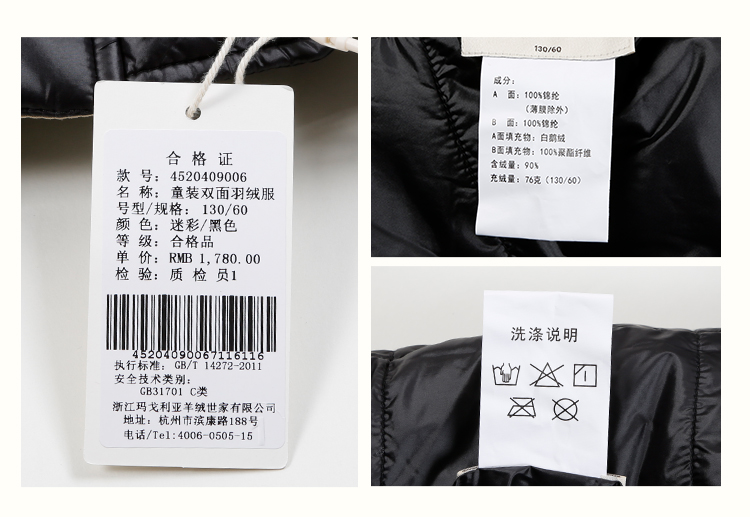 合格证
款 号: 4520409006
名 称: 童装双面羽绒服
号型/规格: 130/60
颜 色: 迷彩/黑色
等 级: 合格品
单 价: RMB 1,780.00
检 验: 质 检 员1
45204090067116116
执行标准: GB/T 14272-2011
安全技术类别:
GB31701 C类
浙江玛戈利亚羊绒世家有限公司
地址: 杭州市滨康路188号
电话/Tel:4006-0505-15
130/60
成分:
A 面: 100%锦纶
(薄膜除外)
B 面: 100%锦纶
A面填充物: 白鹅绒
B面填充物: 100%聚酯纤维
含绒量: 90%
充绒量: 76克(130/60)
洗涤说明